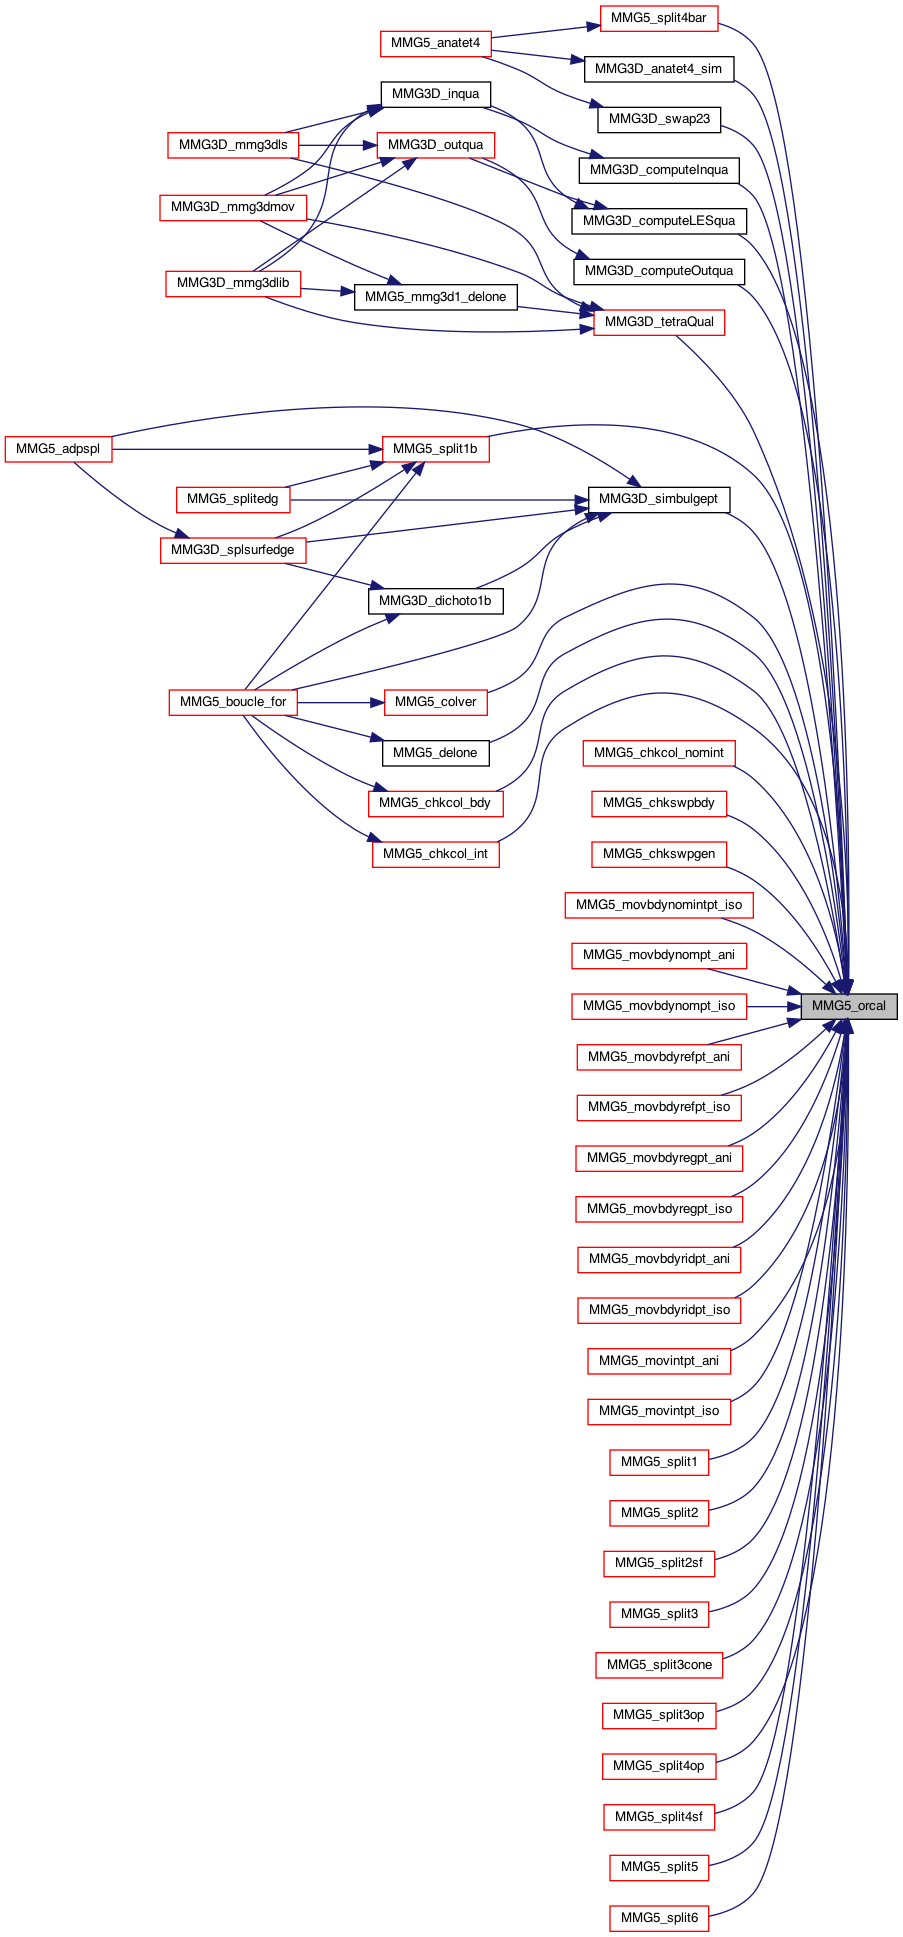 MMG5_split4bar
MMG5_anatet4
MMG3D_anatet4_sim
MMG3D_inqua
MMG3D_swap23
MMG3D_mmg3dls
MMG3D_outqua
MMG3D_computeInqua
MMG3D_mmg3dmov
MMG3D_computeLESqua
MMG3D_computeOutqua
MMG3D_mmg3dlib
MMG5_mmg3d1_delone
MMG3D_tetraQual
MMG5_adpspl
MMG5_split1b
MMG5_splitedg
MMG3D_simbulgept
MMG3D_splsurfedge
MMG3D_dichoto1b
MMG5_boucle_for
MMG5_colver
MMG5_delone
MMG5_chkcol_nomint
MMG5_chkcol_bdy
MMG5_chkswpbdy
MMG5_chkcol_int
MMG5_chkswpgen
MMG5_movbdynomintpt_iso
MMG5_movbdynompt_ani
MMG5_movbdynompt_iso
MMG5_orcal
MMG5_movbdyrefpt_ani
MMG5_movbdyrefpt_iso
MMG5_movbdyregpt_ani
MMG5_movbdyregpt_iso
MMG5_movbdyridpt_ani
MMG5_movbdyridpt_iso
MMG5_movintpt_ani
MMG5_movintpt_iso
MMG5_split1
MMG5_split2
MMG5_split2sf
MMG5_split3
MMG5_split3cone
MMG5_split3op
MMG5_split4op
MMG5_split4sf
MMG5_split5
MMG5_split6